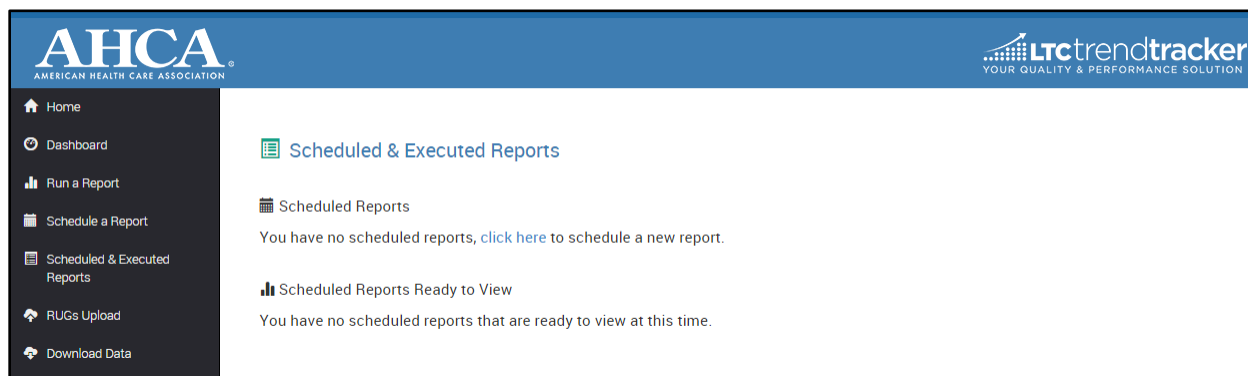 AHCA®
AMERICAN HEALTH CARE ASSOCIATION
LTCtrendtracker
YOUR QUALITY & PERFORMANCE SOLUTION
Home
Dashboard
Run a Report
Schedule a Report
Scheduled & Executed
Reports
RUGs Upload
Download Data
Scheduled & Executed Reports
Scheduled Reports
You have no scheduled reports, click here to schedule a new report.
Scheduled Reports Ready to View
You have no scheduled reports that are ready to view at this time.